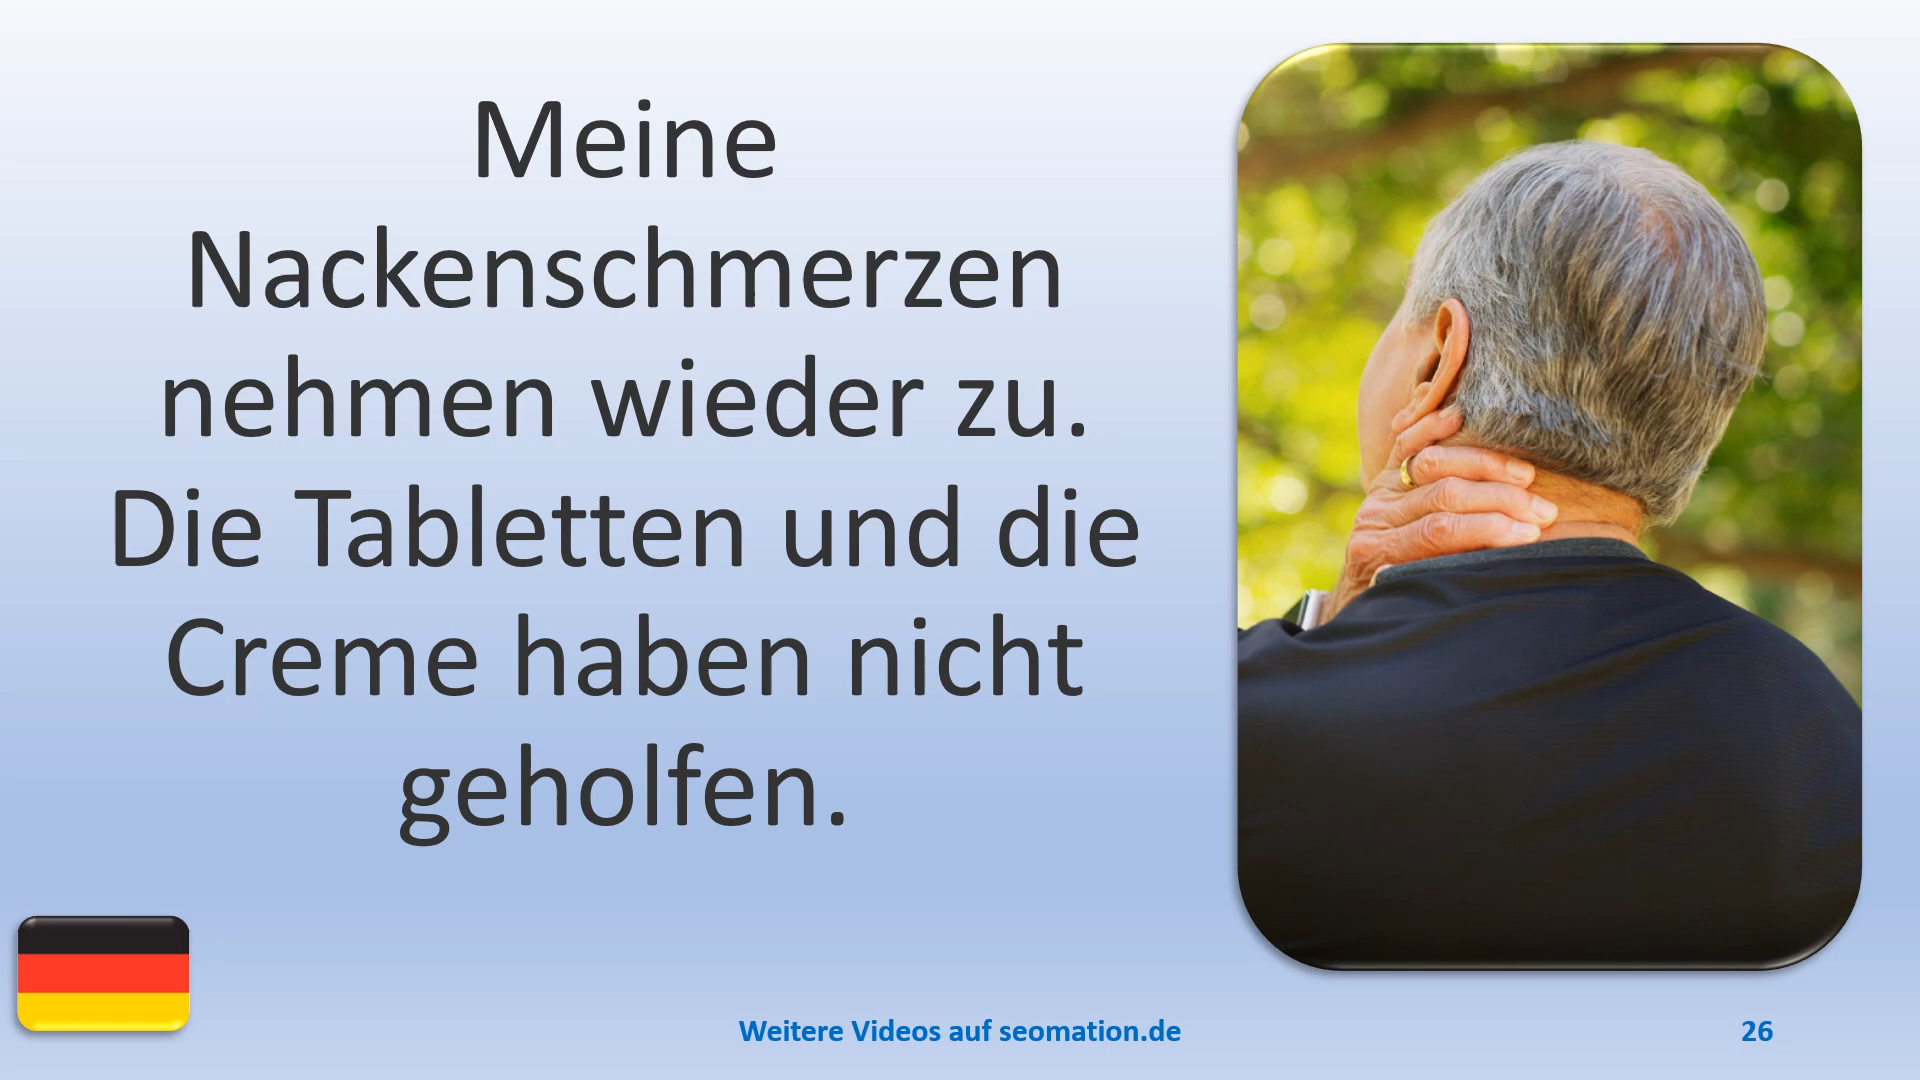 Meine
Nackenschmerzen
nehmen wieder zu.
Die Tabletten und die
Creme haben nicht
geholfen.
Weitere Videos auf seomation.de
26